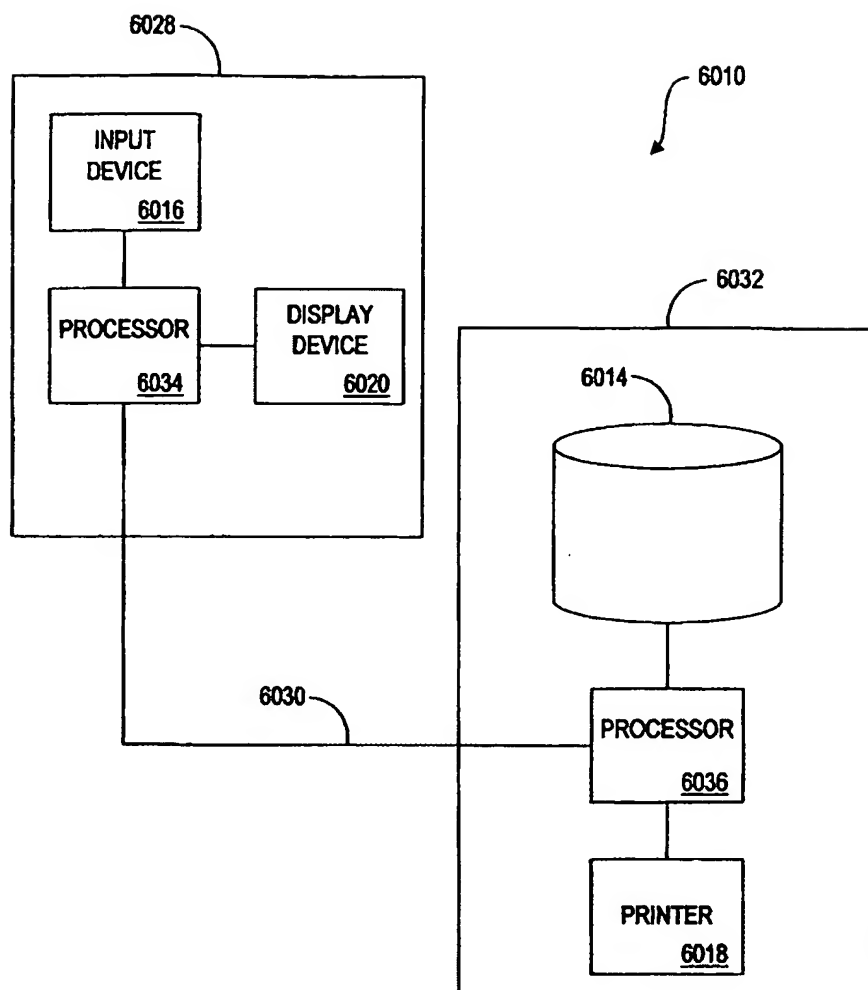 6028
6010
INPUT
DEVICE
6016
6032
PROCESSOR
6034
DISPLAY
DEVICE
6020
6014
6030
PROCESSOR
6036
PRINTER
6018